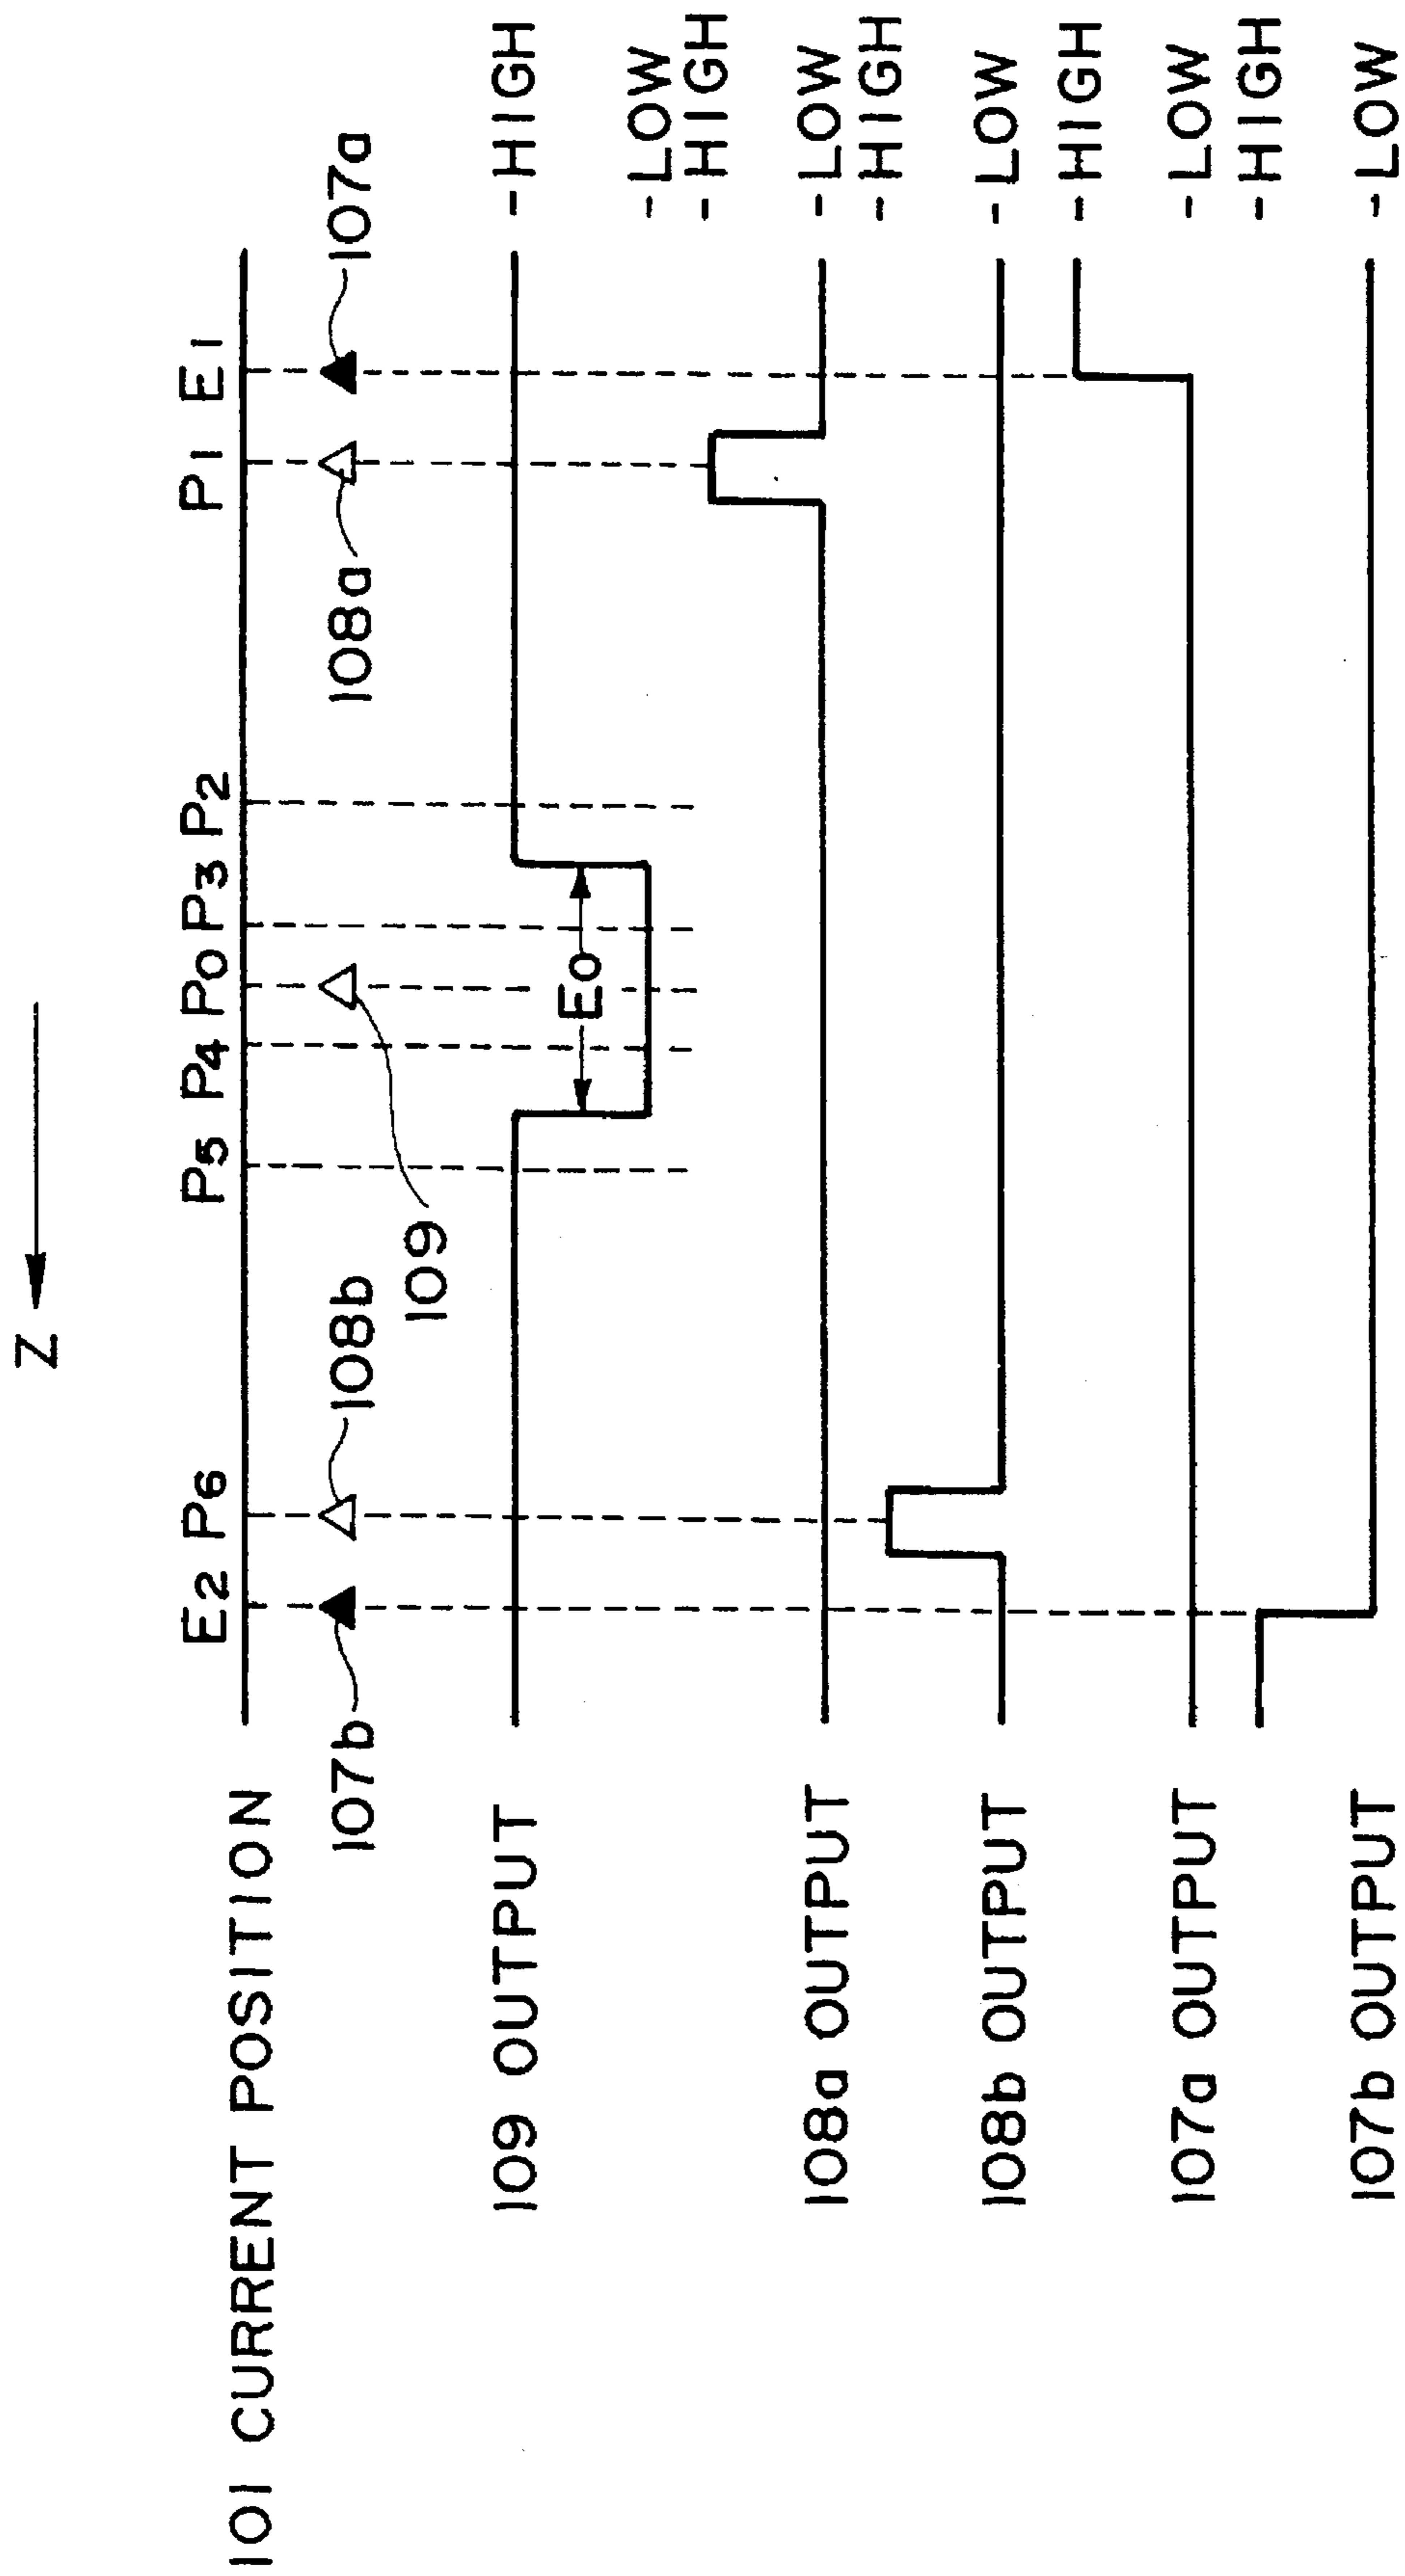 Z
E2 P6 P5 P4 P0 P3 P2 P1 E1
101 CURRENT POSITION
107b 108b 109 108a 107a
109 OUTPUT
E0
-HIGH
-LOW
108a OUTPUT
-HIGH
-LOW
108b OUTPUT
-HIGH
-LOW
107a OUTPUT
-HIGH
-LOW
107b OUTPUT
-HIGH
-LOW